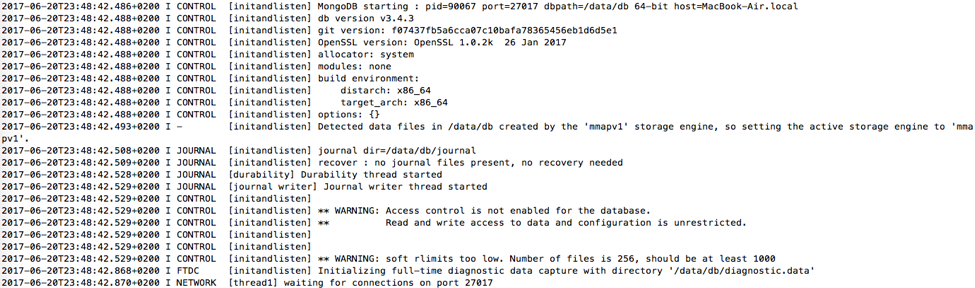 2017-06-20T23:48:42.486+0200 I CONTROL  [initandlisten] MongoDB starting : pid=90067 port=27017 dbpath=/data/db 64-bit host=MacBook-Air.local
2017-06-20T23:48:42.488+0200 I CONTROL  [initandlisten] db version v3.4.3
2017-06-20T23:48:42.488+0200 I CONTROL  [initandlisten] git version: f07437fb5a6cca07c10bafa78365456eb1d6d5e1
2017-06-20T23:48:42.488+0200 I CONTROL  [initandlisten] OpenSSL version: OpenSSL 1.0.2k  26 Jan 2017
2017-06-20T23:48:42.488+0200 I CONTROL  [initandlisten] allocator: system
2017-06-20T23:48:42.488+0200 I CONTROL  [initandlisten] modules: none
2017-06-20T23:48:42.488+0200 I CONTROL  [initandlisten] build environment:
2017-06-20T23:48:42.488+0200 I CONTROL  [initandlisten]     distarch: x86_64
2017-06-20T23:48:42.488+0200 I CONTROL  [initandlisten]     target_arch: x86_64
2017-06-20T23:48:42.488+0200 I CONTROL  [initandlisten] options: {}
2017-06-20T23:48:42.493+0200 I -        [initandlisten] Detected data files in /data/db created by the 'mmapv1' storage engine, so setting the active storage engine to 'mma
pv1'.
2017-06-20T23:48:42.508+0200 I JOURNAL  [initandlisten] journal dir=/data/db/journal
2017-06-20T23:48:42.509+0200 I JOURNAL  [initandlisten] recover : no journal files present, no recovery needed
2017-06-20T23:48:42.528+0200 I JOURNAL  [durability] Durability thread started
2017-06-20T23:48:42.529+0200 I JOURNAL  [journal writer] Journal writer thread started
2017-06-20T23:48:42.529+0200 I CONTROL  [initandlisten]
2017-06-20T23:48:42.529+0200 I CONTROL  [initandlisten] ** WARNING: Access control is not enabled for the database.
2017-06-20T23:48:42.529+0200 I CONTROL  [initandlisten] **          Read and write access to data and configuration is unrestricted.
2017-06-20T23:48:42.529+0200 I CONTROL  [initandlisten]
2017-06-20T23:48:42.529+0200 I CONTROL  [initandlisten]
2017-06-20T23:48:42.529+0200 I CONTROL  [initandlisten] ** WARNING: soft rlimits too low. Number of files is 256, should be at least 1000
2017-06-20T23:48:42.868+0200 I FTDC     [initandlisten] Initializing full-time diagnostic data capture with directory '/data/db/diagnostic.data'
2017-06-20T23:48:42.870+0200 I NETWORK  [thread1] waiting for connections on port 27017